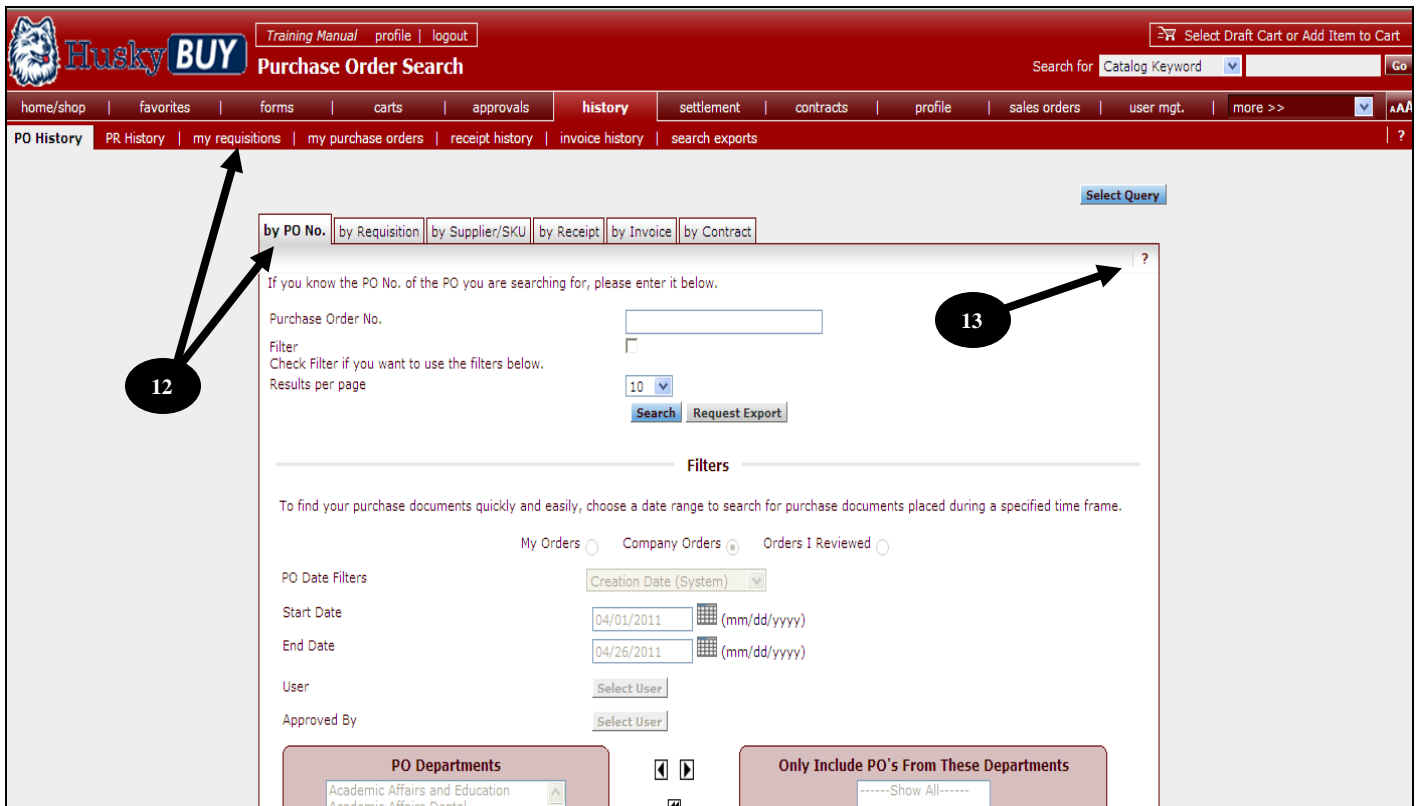 Husky BUY
Training Manual profile | logout
Select Draft Cart or Add Item to Cart
Purchase Order Search
Search for Catalog Keyword Go
home/shop | favorites | forms | carts | approvals history settlement | contracts | profile | sales orders | user mgt. | more >> AAA
PO History PR History | my requisitions | my purchase orders | receipt history | invoice history | search exports | ?
Select Query
by PO No. by Requisition by Supplier/SKU by Receipt by Invoice by Contract
?
If you know the PO No. of the PO you are searching for, please enter it below.
Purchase Order No.
13
Filter
Check Filter if you want to use the filters below.
Results per page 10
12
Search Request Export
Filters
To find your purchase documents quickly and easily, choose a date range to search for purchase documents placed during a specified time frame.
My Orders Company Orders Orders I Reviewed
PO Date Filters Creation Date (System)
Start Date 04/01/2011 (mm/dd/yyyy)
End Date 04/26/2011 (mm/dd/yyyy)
User Select User
Approved By Select User
PO Departments Only Include PO's From These Departments
Academic Affairs and Education ------Show All------
Academic Affairs Dental